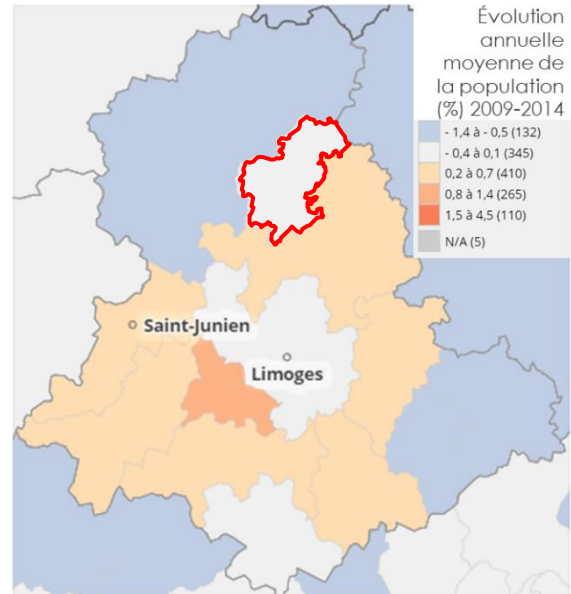 Évolution
annuelle
moyenne de
la population
(%) 2009-2014
- 1,4 à - 0,5 (132)
- 0,4 à 0,1 (345)
0,2 à 0,7 (410)
0,8 à 1,4 (265)
1,5 à 4,5 (110)
N/A (5)
Saint-Junien
Limoges